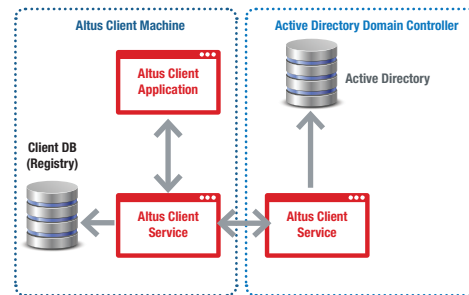 Altus Client Machine
Active Directory Domain Controller
Altus Client
Application
Active Directory
Client DB
(Registry)
Altus Client
Service
Altus Client
Service